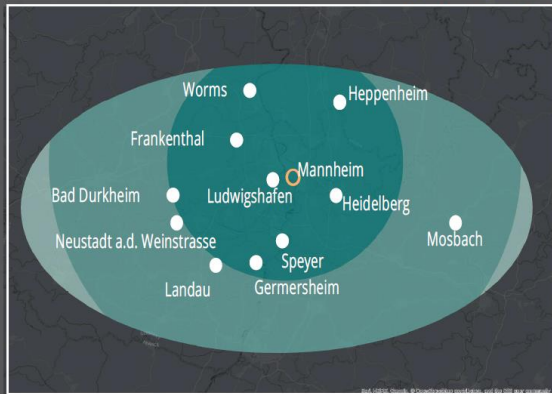 Worms
Heppenheim
Frankenthal
Mannheim
Bad Durkheim
Ludwigshafen
Heidelberg
Neustadt a.d. Weinstrasse
Mosbach
Speyer
Landau
Germersheim